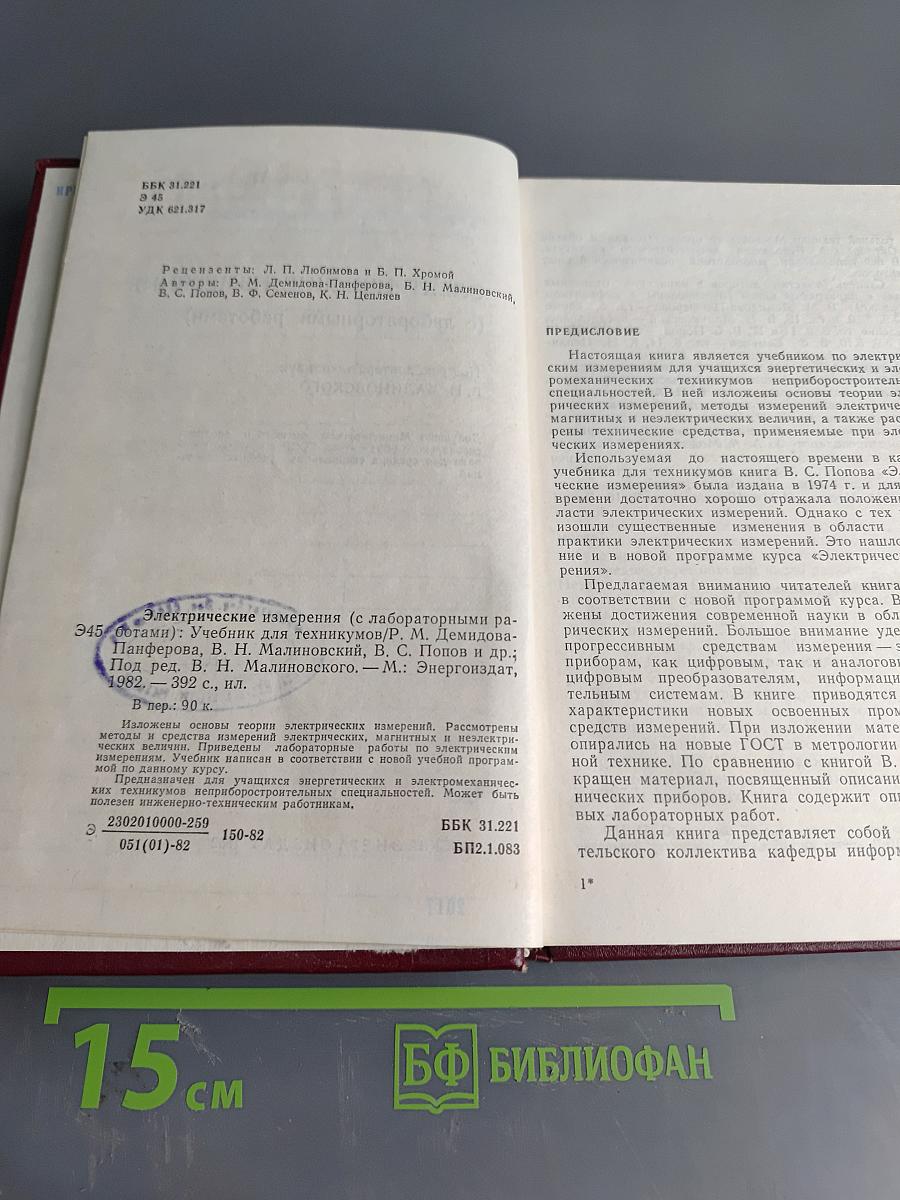 ББК 31.221
Э 45
УДК 621.317
Рецензенты: Л. П. Любимова и Б. П. Хромой
Авторы: Р. М. Демидова-Панферова, Б. Н. Малиновский,
В. С. Попов, В. Ф. Семенов, К. Н. Цепляев
Электрические измерения (с лабораторными ра-
Э45 ботами): Учебник для техникумов/Р. М. Демидова-
Панферова, В. Н. Малиновский, В. С. Попов и др.;
Под ред. В. Н. Малиновского. — М.: Энергоиздат,
1982. — 392 с., ил.
В пер.: 90 к.
Изложены основы теории электрических измерений. Рассмотрены
методы и средства измерений электрических, магнитных и неэлектри-
ческих величин. Приведены лабораторные работы по электрическим
измерениям. Учебник написан в соответствии с новой учебной програм-
мой по данному курсу.
Предназначен для учащихся энергетических и электромеханичес-
ких техникумов неприборостроительных специальностей. Может быть
полезен инженерно-техническим работникам.
Э 2302010000-259 150-82
051(01)-82
ББК 31.221
БП2.1.083
ПРЕДИСЛОВИЕ
Настоящая книга является учебником по электри
ским измерениям для учащихся энергетических и эле
ромеханических техникумов неприборостроитель
специальностей. В ней изложены основы теории эл
рических измерений, методы измерений электриче
магнитных и неэлектрических величин, а также рас
рены технические средства, применяемые при эле
ческих измерениях.
Используемая до настоящего времени в ка
учебника для техникумов книга В. С. Попова «Э
ческие измерения» была издана в 1974 г. и для
времени достаточно хорошо отражала положен
ласти электрических измерений. Однако с тех
изошли существенные изменения в области
практики электрических измерений. Это нашло
ние и в новой программе курса «Электричес
рения».
Предлагаемая вниманию читателей книга
в соответствии с новой программой курса. В
жены достижения современной науки в обл
рических измерений. Большое внимание уде
прогрессивным средствам измерения — э
приборам, как цифровым, так и аналоговы
цифровым преобразователям, информаци
тельным системам. В книге приводятся
характеристики новых освоенных пром
средств измерений. При изложении мате
опирались на новые ГОСТ в метрологии
ной технике. По сравнению с книгой В.
кращен материал, посвященный описани
нических приборов. Книга содержит опи
вых лабораторных работ.
Данная книга представляет собой
тельского коллектива кафедры информ
1*
15 см
БФ БИБЛИОФАН